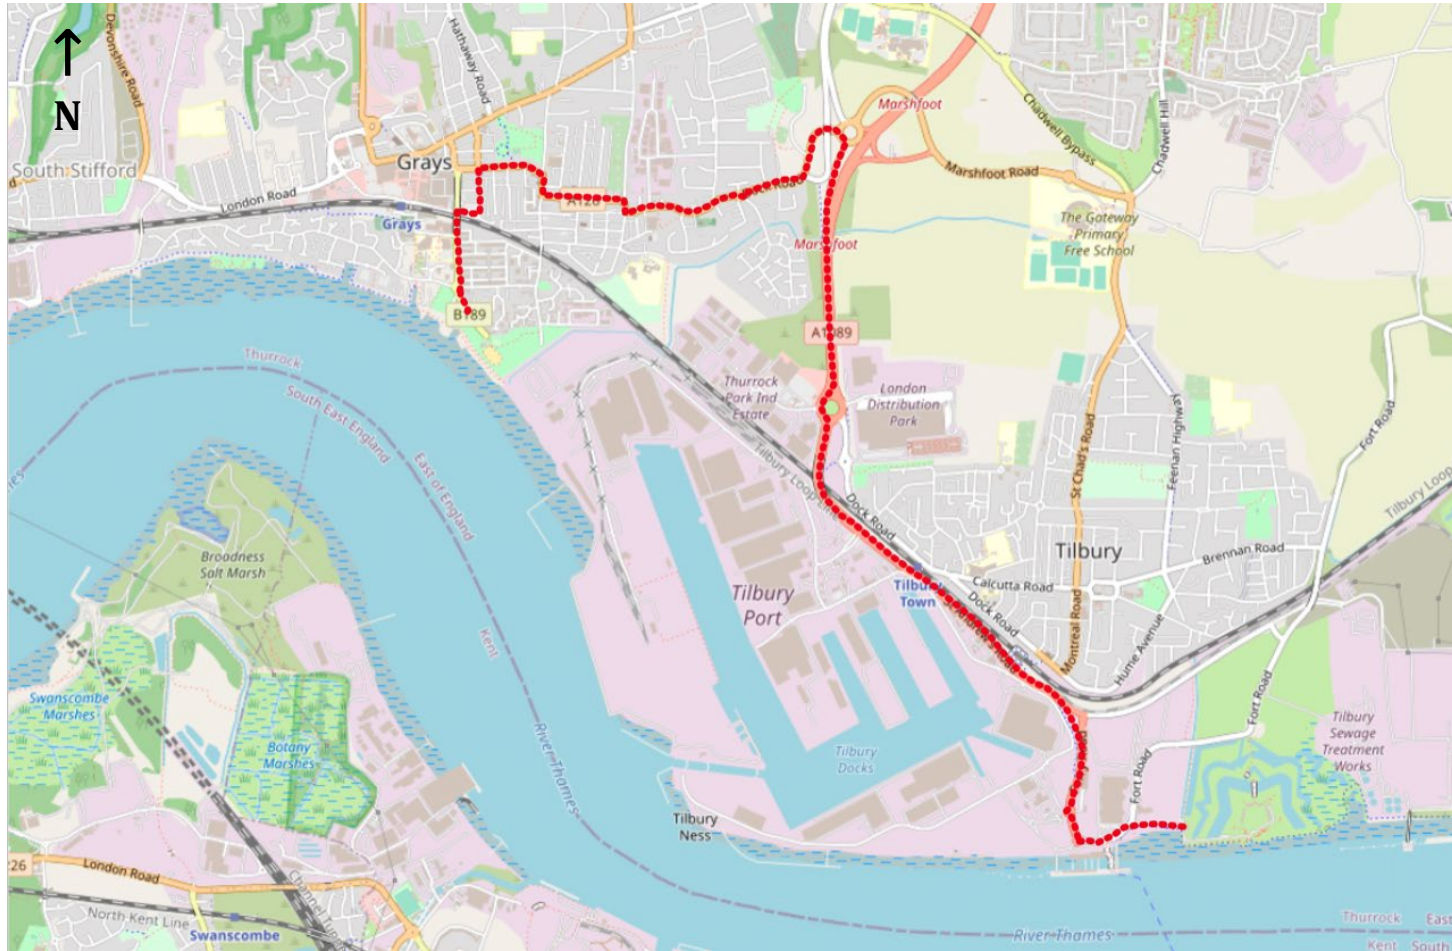 N
Devonshire Road
Hathaway Road
Marshfoot
Chadwell Bypass
Chadwell Hill
Grays
South Stifford
London Road
Marshfoot Road
Grays
The Gateway
Primary
Free School
Marshfoot
B189
A1089
Thurrock
South East England
East of England
Thurrock
Park Ind
Estate
London
Distribution
Park
St Chad's Road
Feenan Highway
Fort Road
Tilbury Loop Line
Tilbury Loop
Dock Road
Tilbury
Brennan Road
Broadness
Salt Marsh
Calcutta Road
Tilbury
Town
Dock Road
Tilbury
Port
Montreal Road
Hume Avenue
Kent
Swanscombe
Marshes
Botany
Marshes
River Thames
Tilbury
Docks
Fort Road
Fort Road
Tilbury
Sewage
Treatment
Works
Tilbury
Ness
26
London Road
North Kent Line
Swanscombe
River Thames
Thurrock
East
Kent
South